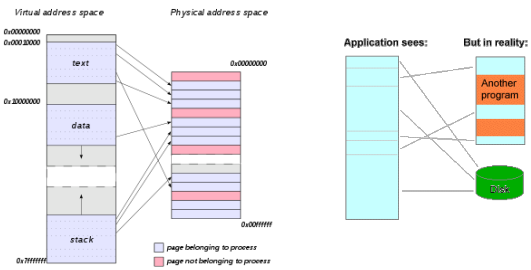 Virtual address space
Physical address space
0x00000000
0x00010000
text
0x10000000
data
stack
0x7fffffff
0x00000000
0x00ffffff
page belonging to process
page not belonging to process
Application sees:
But in reality:
Another
program
Disk